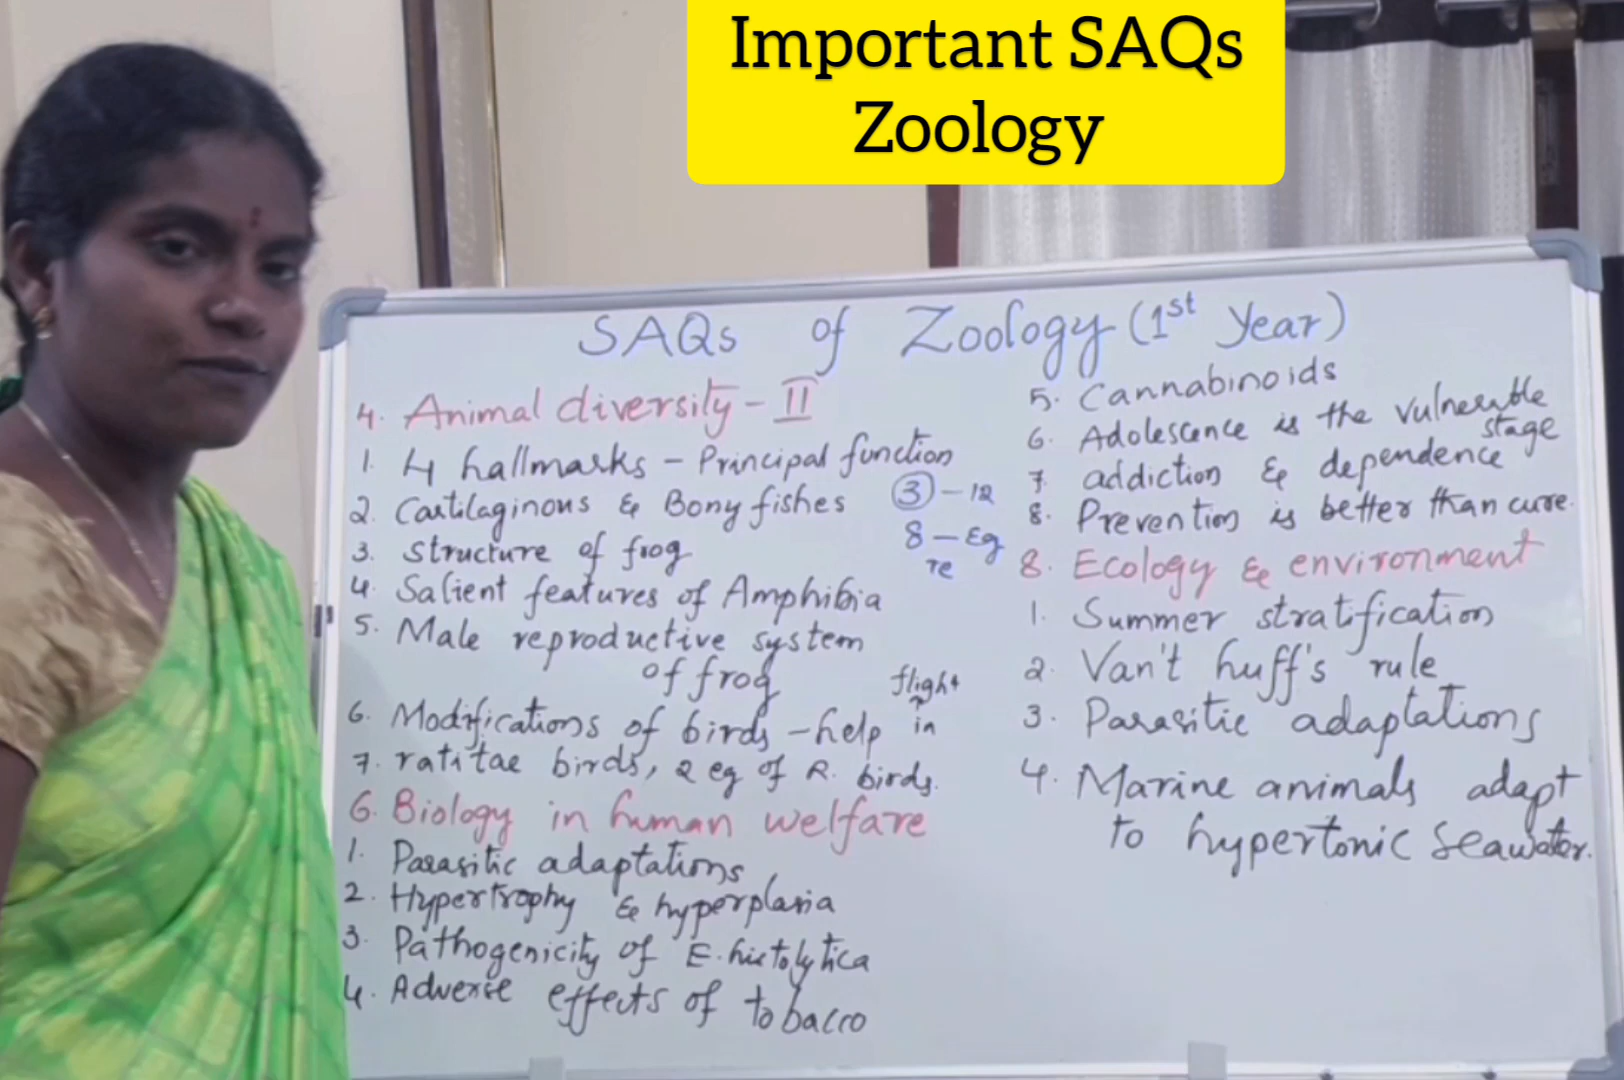 Important SAQs
Zoology
SAQs of Zoology (1st Year)
4. Animal diversity - II
1. 4 hallmarks - Principal function
2. Cartilaginous & Bony fishes
3. Structure of frog
4. Salient features of Amphibia
5. Male reproductive system
of frog
flight
6. Modifications of birds - help in
7. ratitae birds, 2 eg of R. birds.
3 - 12
8 - Eg
re
6. Biology in human welfare
1. Parasitic adaptations
2. Hypertrophy & hyperplasia
3. Pathogenicity of E. histolytica
4. Adverse effects of tobacco
5. Cannabinoids
6. Adolescence is the vulnerable
stage
7. addiction & dependence
8. Prevention is better than cure.
8. Ecology & environment
1. Summer stratification
2. Van't huff's rule
3. Parasitic adaptations
4. Marine animals adapt
to hypertonic Seawater.